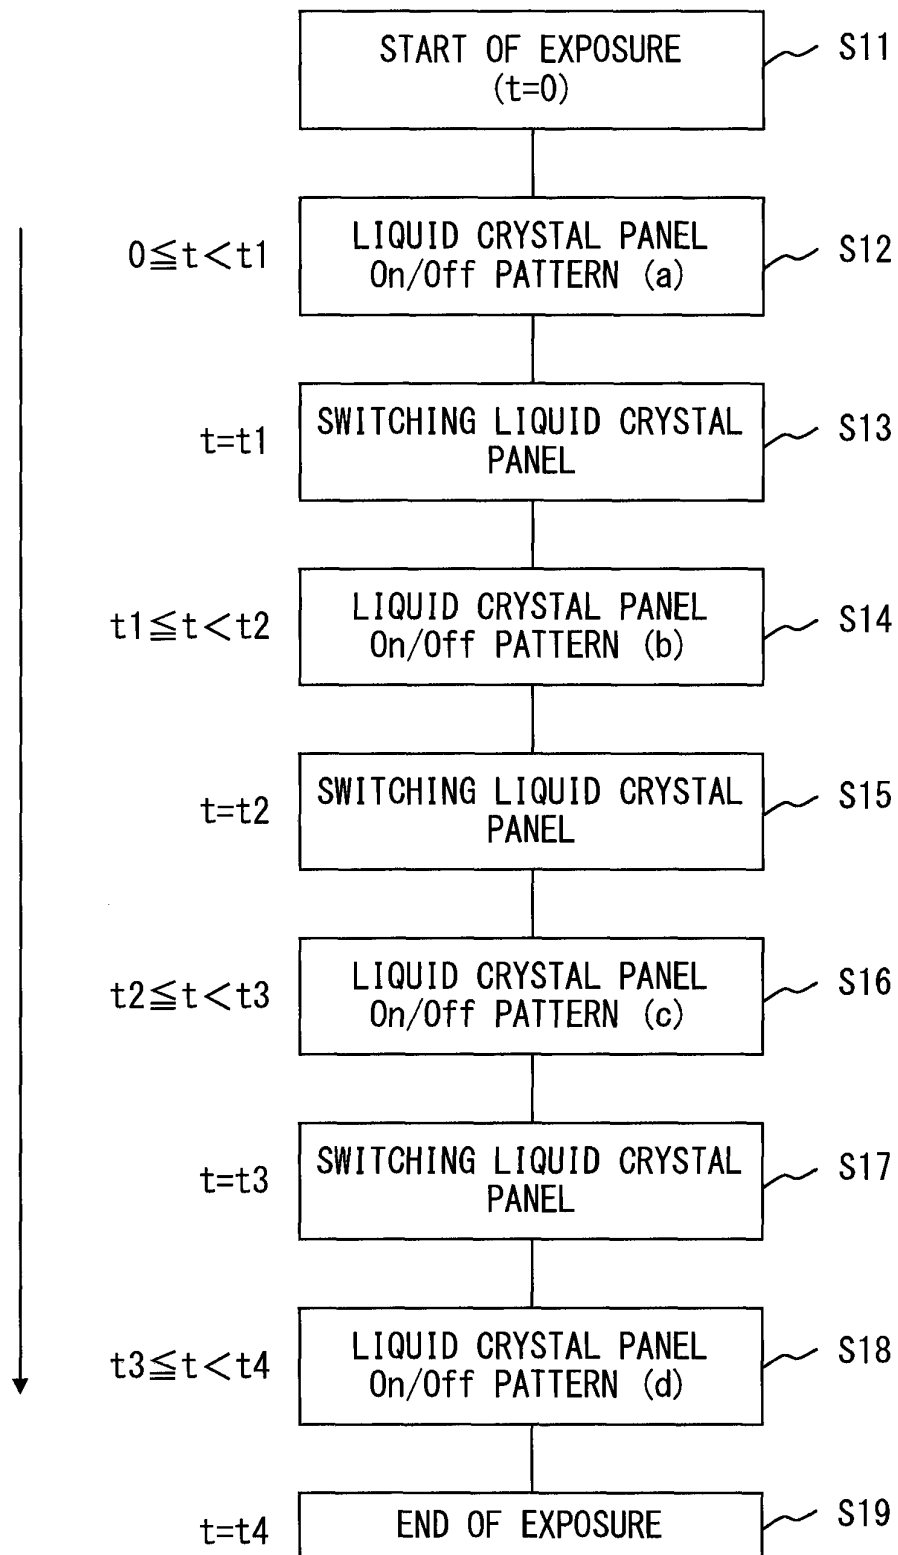 START OF EXPOSURE
(t=0)
S11
0≦t<t1
LIQUID CRYSTAL PANEL
On/Off PATTERN (a)
S12
t=t1
SWITCHING LIQUID CRYSTAL
PANEL
S13
t1≦t<t2
LIQUID CRYSTAL PANEL
On/Off PATTERN (b)
S14
t=t2
SWITCHING LIQUID CRYSTAL
PANEL
S15
t2≦t<t3
LIQUID CRYSTAL PANEL
On/Off PATTERN (c)
S16
t=t3
SWITCHING LIQUID CRYSTAL
PANEL
S17
t3≦t<t4
LIQUID CRYSTAL PANEL
On/Off PATTERN (d)
S18
t=t4
END OF EXPOSURE
S19